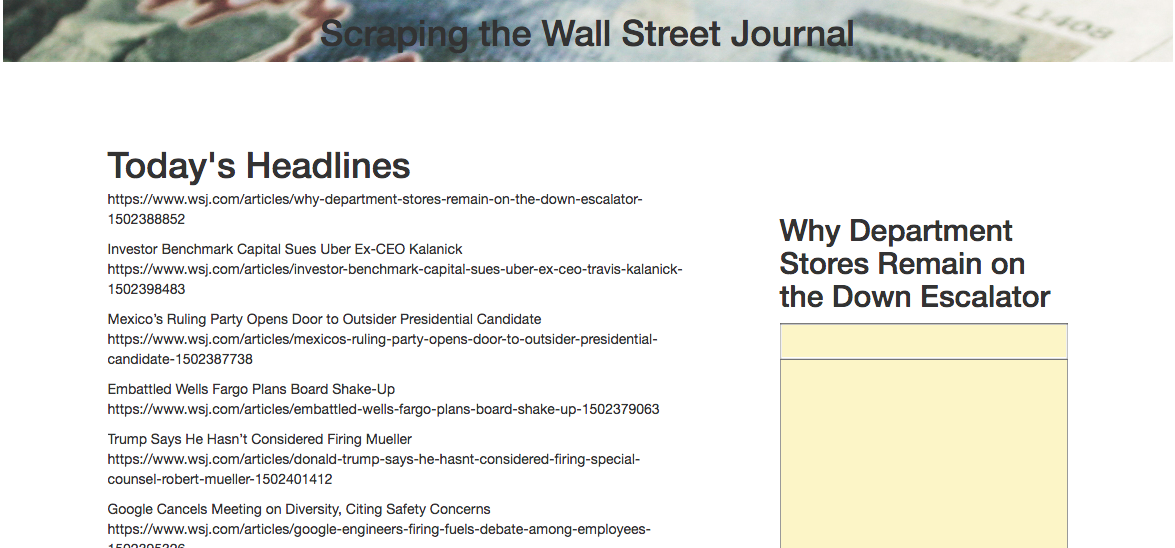 L1408
Scraping the Wall Street Journal
Today's Headlines
https://www.wsj.com/articles/why-department-stores-remain-on-the-down-escalator-
1502388852
Investor Benchmark Capital Sues Uber Ex-CEO Kalanick
https://www.wsj.com/articles/investor-benchmark-capital-sues-uber-ex-ceo-travis-kalanick-
1502398483
Mexico’s Ruling Party Opens Door to Outsider Presidential Candidate
https://www.wsj.com/articles/mexicos-ruling-party-opens-door-to-outsider-presidential-
candidate-1502387738
Embattled Wells Fargo Plans Board Shake-Up
https://www.wsj.com/articles/embattled-wells-fargo-plans-board-shake-up-1502379063
Trump Says He Hasn’t Considered Firing Mueller
https://www.wsj.com/articles/donald-trump-says-he-hasnt-considered-firing-special-
counsel-robert-mueller-1502401412
Google Cancels Meeting on Diversity, Citing Safety Concerns
https://www.wsj.com/articles/google-engineers-firing-fuels-debate-among-employees-
Why Department
Stores Remain on
the Down Escalator